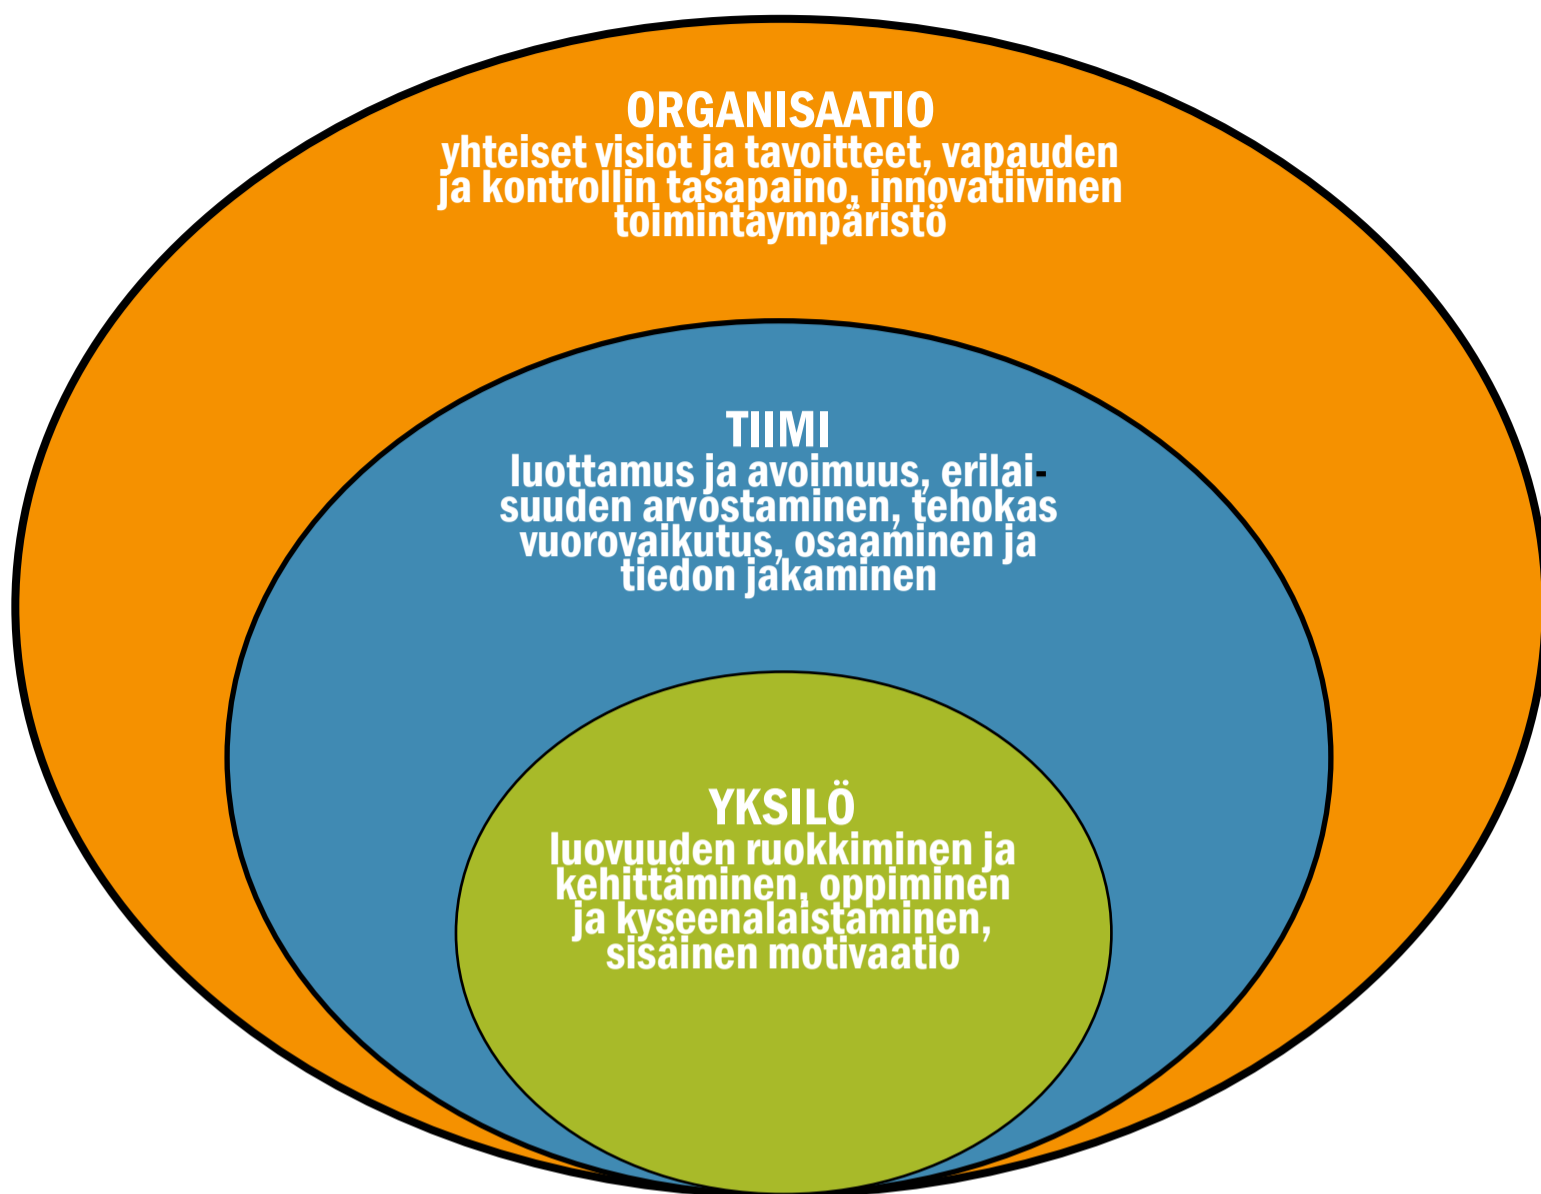 ORGANISAATIO
yhteiset visiot ja tavoitteet, vapauden
ja kontrollin tasapaino, innovatiivinen
toimintaympäristö
TIIMI
luottamus ja avoimuus, erilai-
suuden arvostaminen, tehokas
vuorovaikutus, osaaminen ja
tiedon jakaminen
YKSILÖ
luovuuden ruokkiminen ja
kehittäminen, oppiminen
ja kyseenalaistaminen,
sisäinen motivaatio